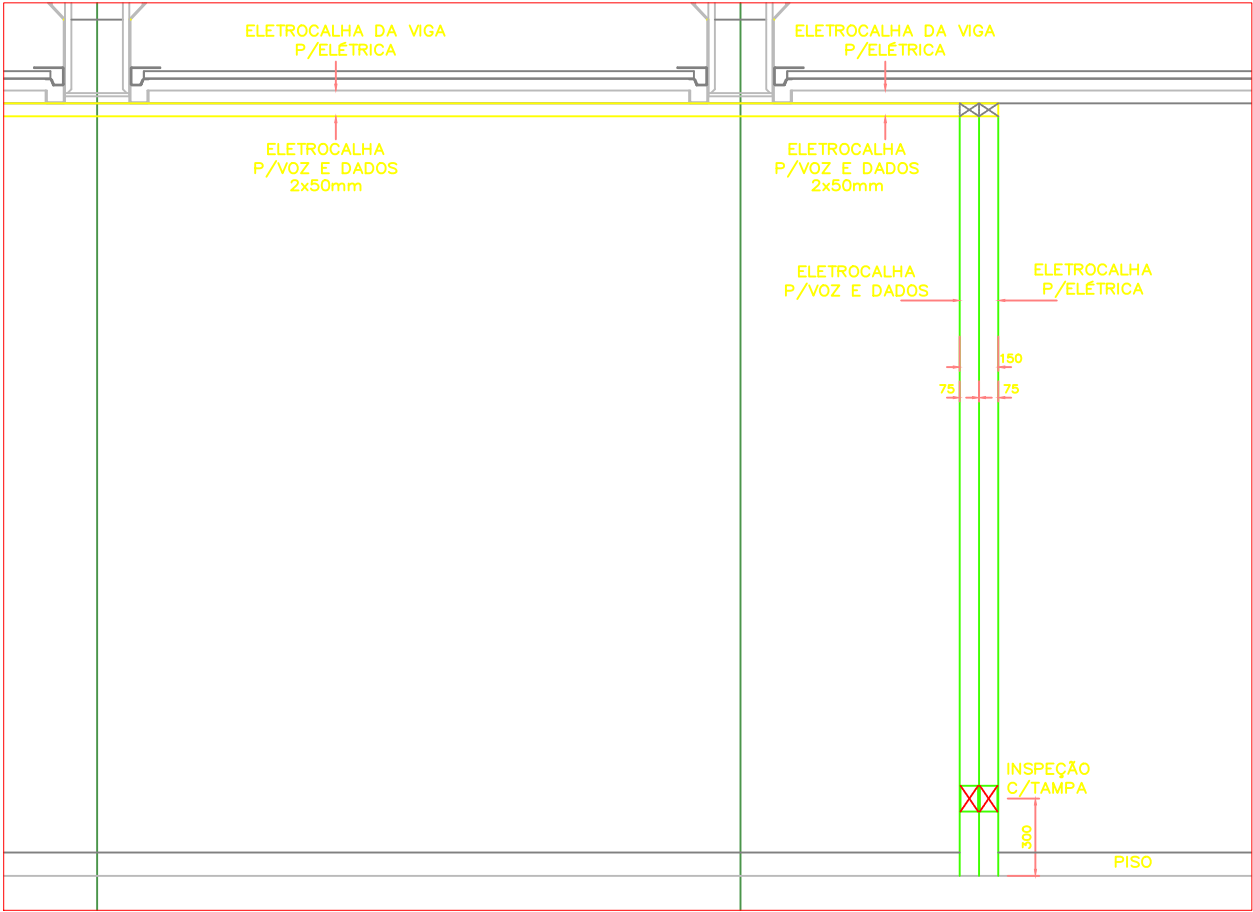 ELETROCALHA DA VIGA
P/ELÉTRICA
ELETROCALHA DA VIGA
P/ELÉTRICA
ELETROCALHA
P/VOZ E DADOS
2x50mm
ELETROCALHA
P/VOZ E DADOS
2x50mm
ELETROCALHA
P/VOZ E DADOS
ELETROCALHA
P/ELÉTRICA
150
75
75
INSPEÇÃO
C/TAMPA
300
PISO